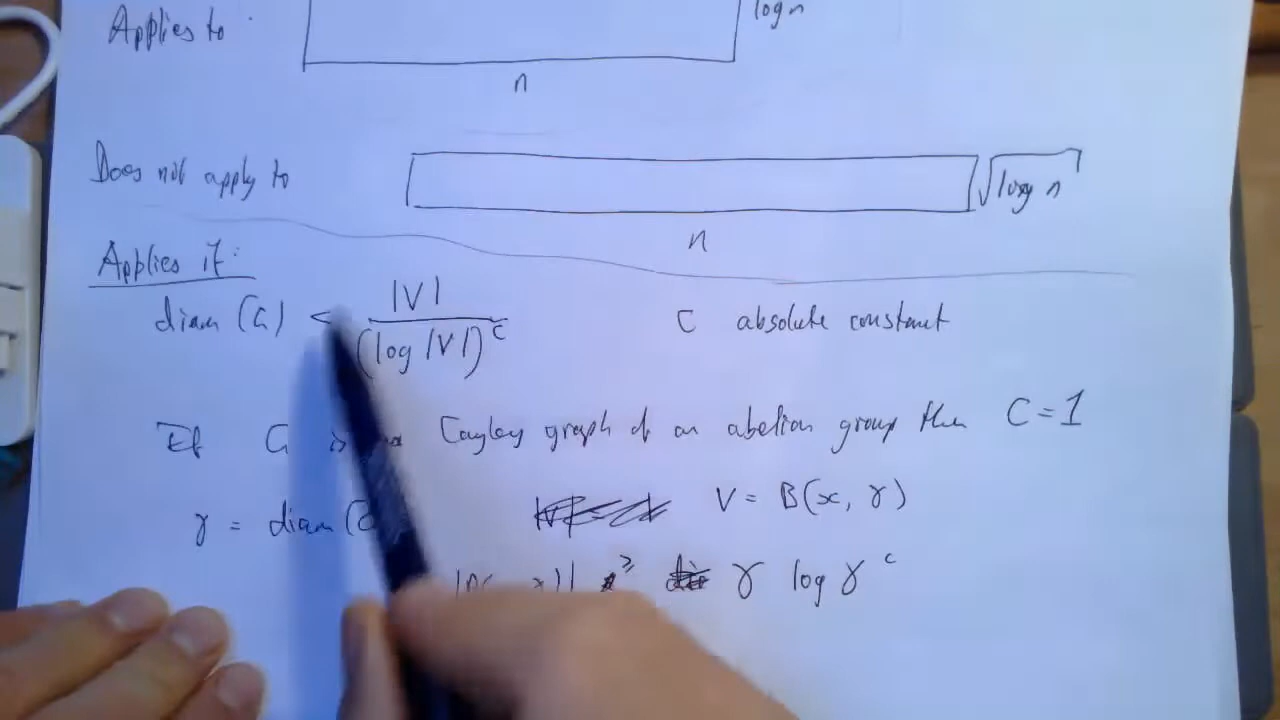 Applies to
log n
n
Does not apply to
√log n
n
Applies if:
diam (G) < |V| / (log |V|)^C
C absolute constant
If G is Cayley graph of an abelian group then C = 1
γ = diam (
V = B(x, γ)
≥ γ log γ^c